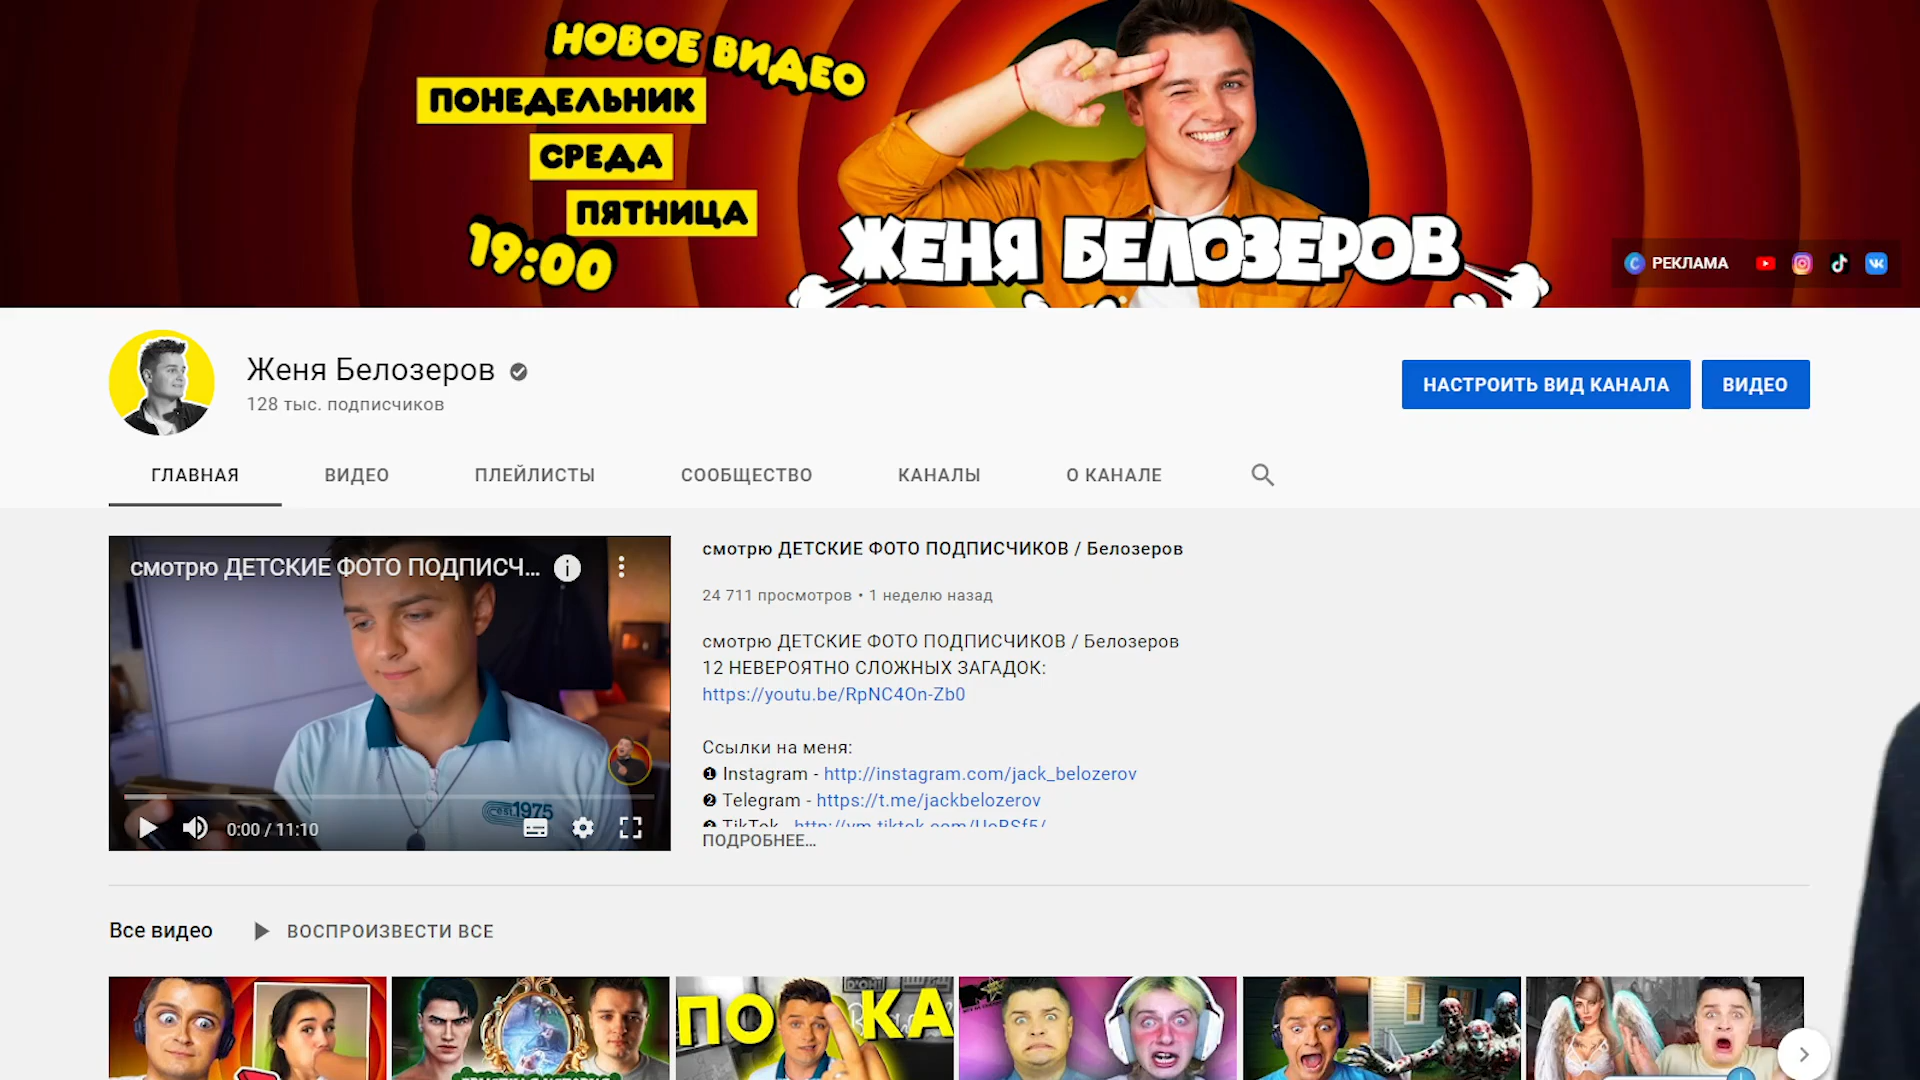 НОВОЕ ВИДЕО
ПОНЕДЕЛЬНИК
СРЕДА
ПЯТНИЦА
19:00
ЖЕНЯ БЕЛОЗЕРОВ
РЕКЛАМА
Женя Белозеров
128 тыс. подписчиков
НАСТРОИТЬ ВИД КАНАЛА
ВИДЕО
ГЛАВНАЯ
ВИДЕО
ПЛЕЙЛИСТЫ
СООБЩЕСТВО
КАНАЛЫ
О КАНАЛЕ
смотрю ДЕТСКИЕ ФОТО ПОДПИСЧ...
est.1975
0:00 / 11:10
смотрю ДЕТСКИЕ ФОТО ПОДПИСЧИКОВ / Белозеров
24 711 просмотров • 1 неделю назад
смотрю ДЕТСКИЕ ФОТО ПОДПИСЧИКОВ / Белозеров
12 НЕВЕРОЯТНО СЛОЖНЫХ ЗАГАДОК:
https://youtu.be/RpNC4On-Zb0
Ссылки на меня:
❶ Instagram - http://instagram.com/jack_belozerov
❷ Telegram - https://t.me/jackbelozerov
ПОДРОБНЕЕ...
Все видео
ВОСПРОИЗВЕСТИ ВСЕ
D'OH!